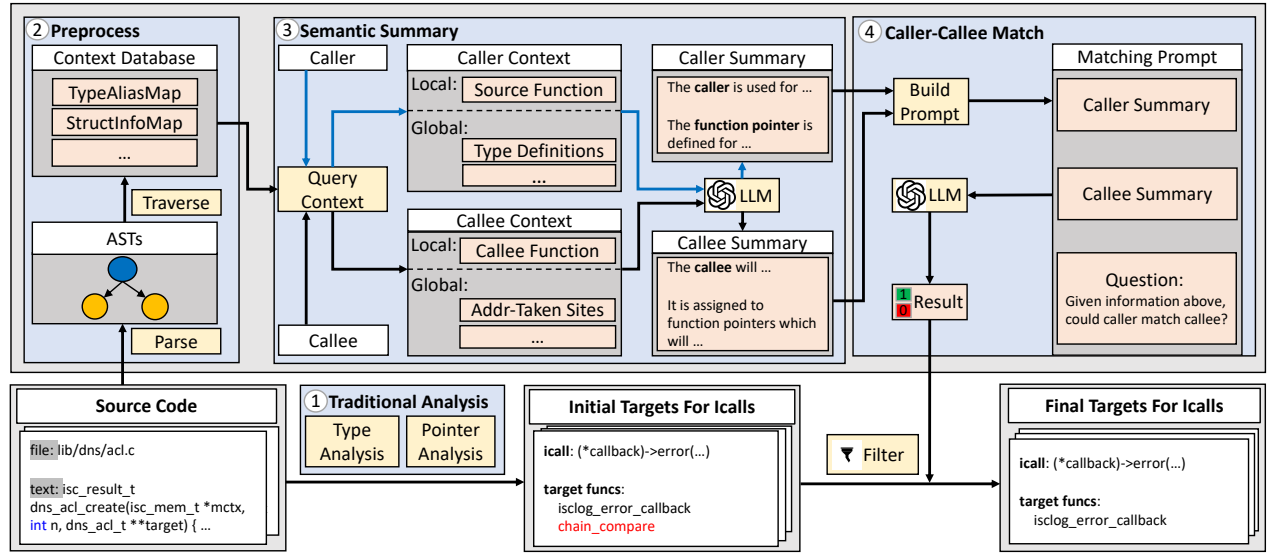 2 Preprocess
Context Database
TypeAliasMap
StructInfoMap
...
Traverse
ASTs
Parse
3 Semantic Summary
Caller
Query
Context
Callee
Caller Context
Local:
Source Function
Global:
Type Definitions
...
Callee Context
Local:
Callee Function
Global:
Addr-Taken Sites
...
Caller Summary
The caller is used for ...
The function pointer is
defined for ...
LLM
Callee Summary
The callee will ...
It is assigned to
function pointers which
will ...
4 Caller-Callee Match
Build
Prompt
LLM
1
0
Result
Matching Prompt
Caller Summary
Callee Summary
Question:
Given information above,
could caller match callee?
Source Code
file: lib/dns/acl.c
text: isc_result_t
dns_acl_create(isc_mem_t *mctx,
int n, dns_acl_t **target) { ...
1 Traditional Analysis
Type
Analysis
Pointer
Analysis
Initial Targets For Icalls
icall: (*callback)->error(...)
target funcs:
isclog_error_callback
chain_compare
Filter
Final Targets For Icalls
icall: (*callback)->error(...)
target funcs:
isclog_error_callback